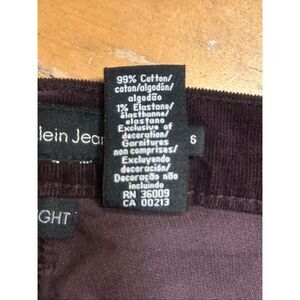 99% Cotton/
coton/algodón/
algodão
1% Elastane/
élasthanne/
elastano
Exclusive of
decoration/
Garnitures
non comprises/
Excluyendo
decoración/
Decoração não
incluindo
RN 36009
CA 00213
lein Jean
6
GHT